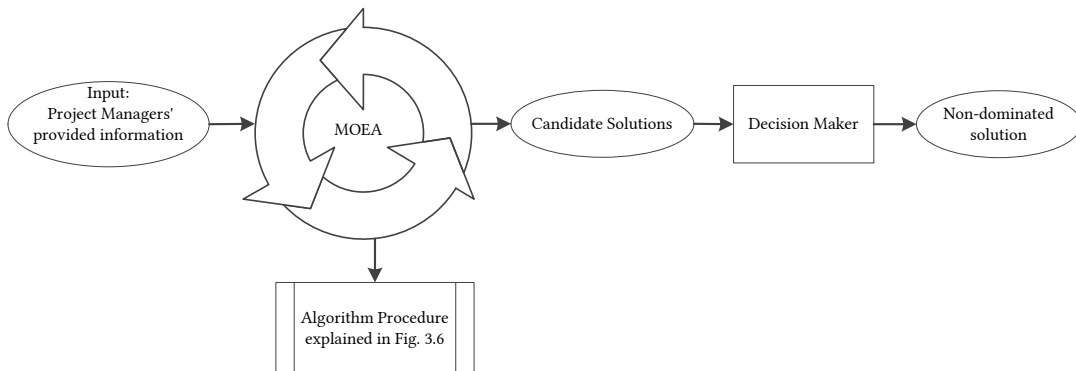 Input:
Project Managers'
provided information
MOEA
Candidate Solutions
Decision Maker
Non-dominated
solution
Algorithm Procedure
explained in Fig. 3.6